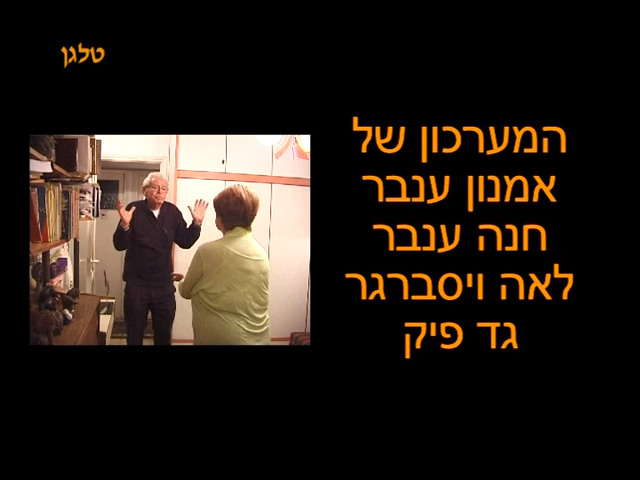 טלגן
המערכון של
אמנון ענבר
חנה ענבר
לאה ויסברגר
גד פיק